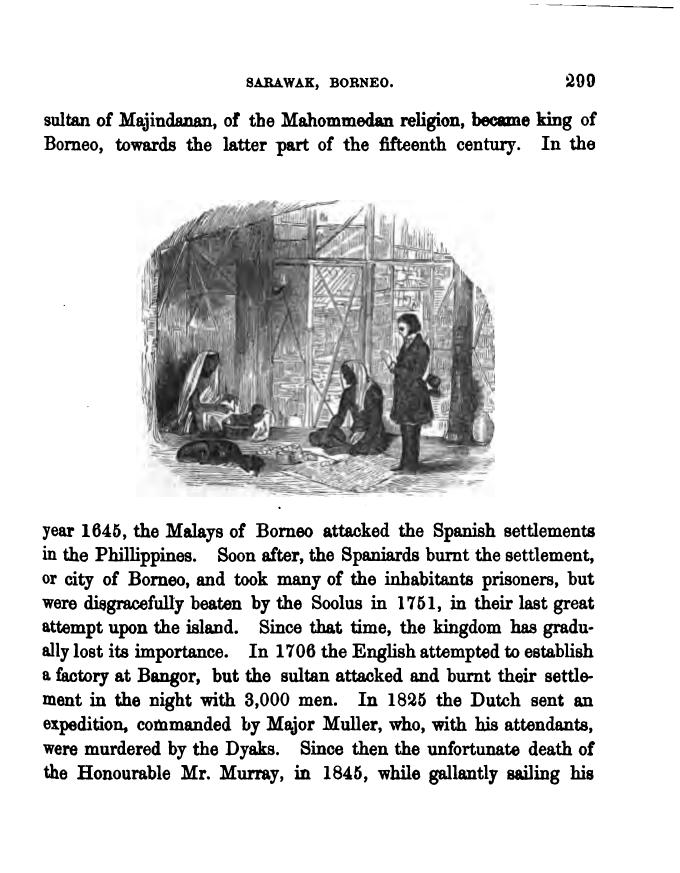 SARAWAK, BORNEO. 299
sultan of Majindanan, of the Mahommedan religion, became king of
Borneo, towards the latter part of the fifteenth century. In the
year 1645, the Malays of Borneo attacked the Spanish settlements
in the Phillippines. Soon after, the Spaniards burnt the settlement,
or city of Borneo, and took many of the inhabitants prisoners, but
were disgracefully beaten by the Soolus in 1751, in their last great
attempt upon the island. Since that time, the kingdom has gradu-
ally lost its importance. In 1706 the English attempted to establish
a factory at Bangor, but the sultan attacked and burnt their settle-
ment in the night with 3,000 men. In 1825 the Dutch sent an
expedition, commanded by Major Muller, who, with his attendants,
were murdered by the Dyaks. Since then the unfortunate death of
the Honourable Mr. Murray, in 1845, while gallantly sailing his